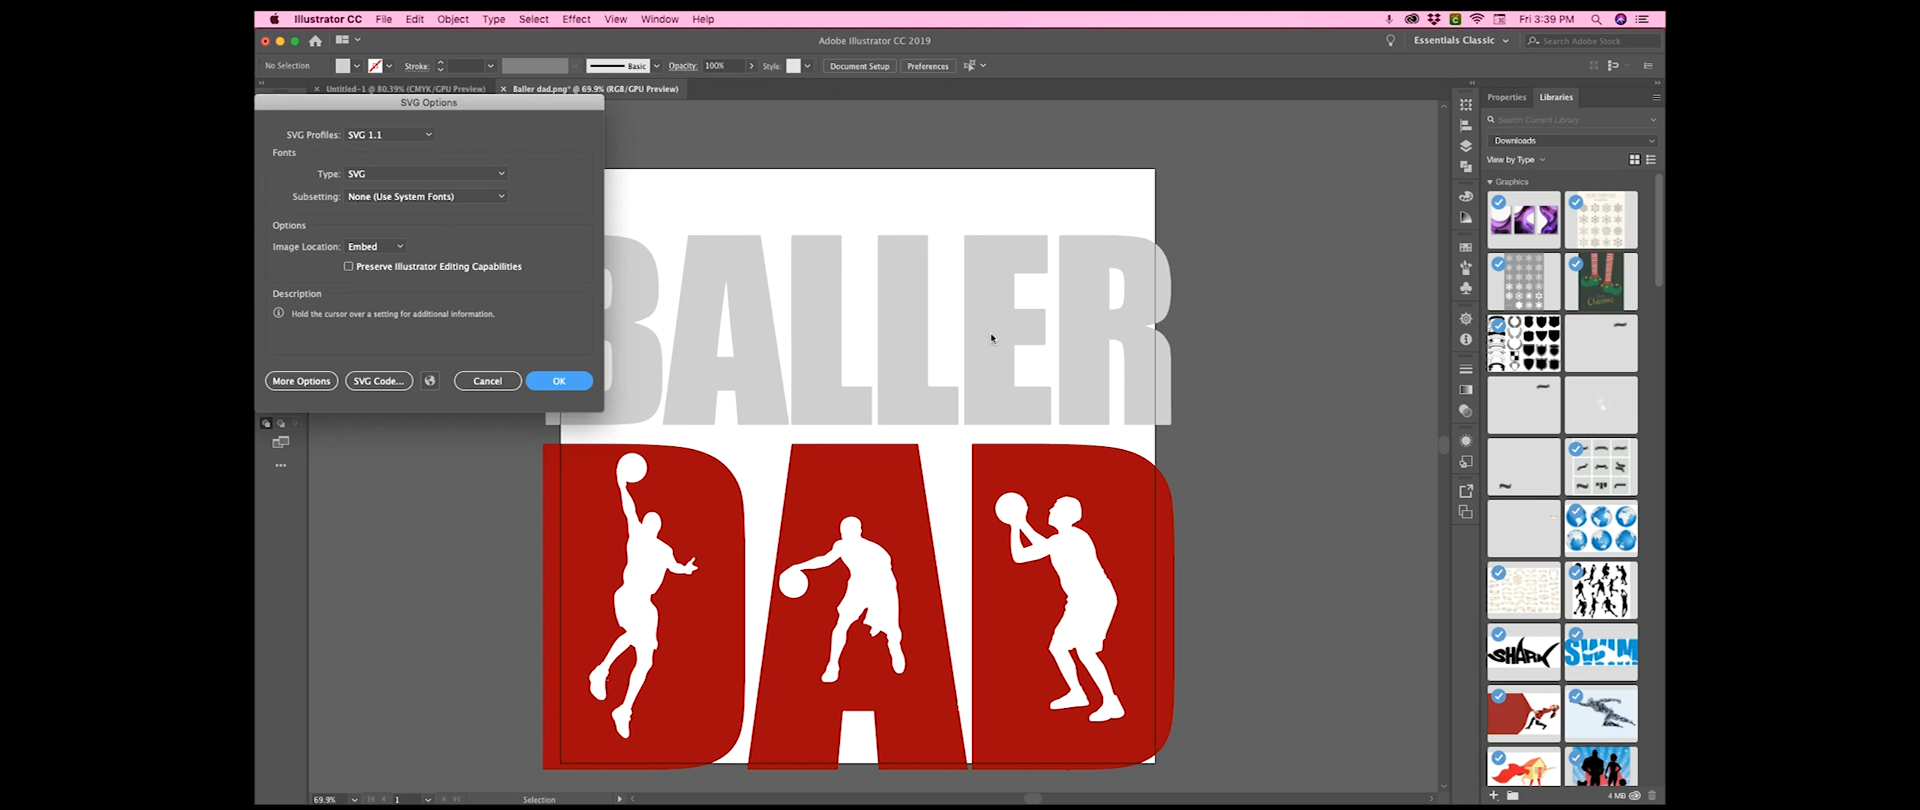 Illustrator CC File Edit Object Type Select Effect View Window Help Fri 3:39 PM
Adobe Illustrator CC 2019 Essentials Classic Search Adobe Stock
No Selection Stroke: Basic Opacity: 100% Style: Document Setup Preferences
Untitled-1 @ 80.39% (CMYK/GPU Preview) Baller dad.png* @ 69.9% (RGB/GPU Preview)
SVG Options
SVG Profiles: SVG 1.1
Fonts
Type: SVG
Subsetting: None (Use System Fonts)
Options
Image Location: Embed
Preserve Illustrator Editing Capabilities
Description
Hold the cursor over a setting for additional information.
More Options SVG Code... Cancel OK
BALLER
DAD
Properties Libraries
Search Current Library
Downloads
View by Type
Graphics
Christmas
SHARK SWIM
4 MB
69.9% 1 Selection